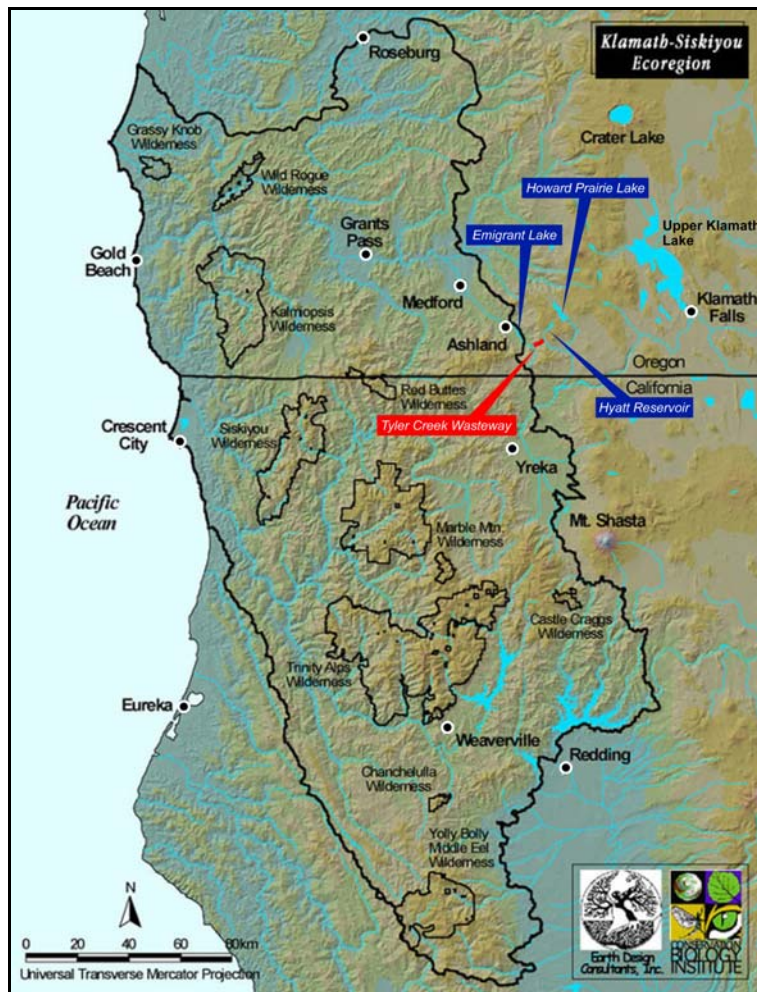 Klamath-Siskiyou
Ecoregion
Roseburg
Grassy Knob
Wilderness
Crater Lake
Wild Rogue
Wilderness
Howard Prairie Lake
Grants
Pass
Emigrant Lake
Upper Klamath
Lake
Gold
Beach
Medford
Klamath
Falls
Kalmiopsis
Wilderness
Ashland
Oregon
California
Red Buttes
Wilderness
Hyatt Reservoir
Tyler Creek Wasteway
Crescent
City
Siskiyou
Wilderness
Yreka
Pacific
Ocean
Mt. Shasta
Marble Mtn.
Wilderness
Castle Craggs
Wilderness
Trinity Alps
Wilderness
Eureka
Weaverville
Redding
Chanchelulla
Wilderness
Yolly Bolly
Middle Eel
Wilderness
N
0 20 40 60 80km
Universal Transverse Mercator Projection
Earth Design
Consultants, Inc.
CONSERVATION
BIOLOGY
INSTITUTE